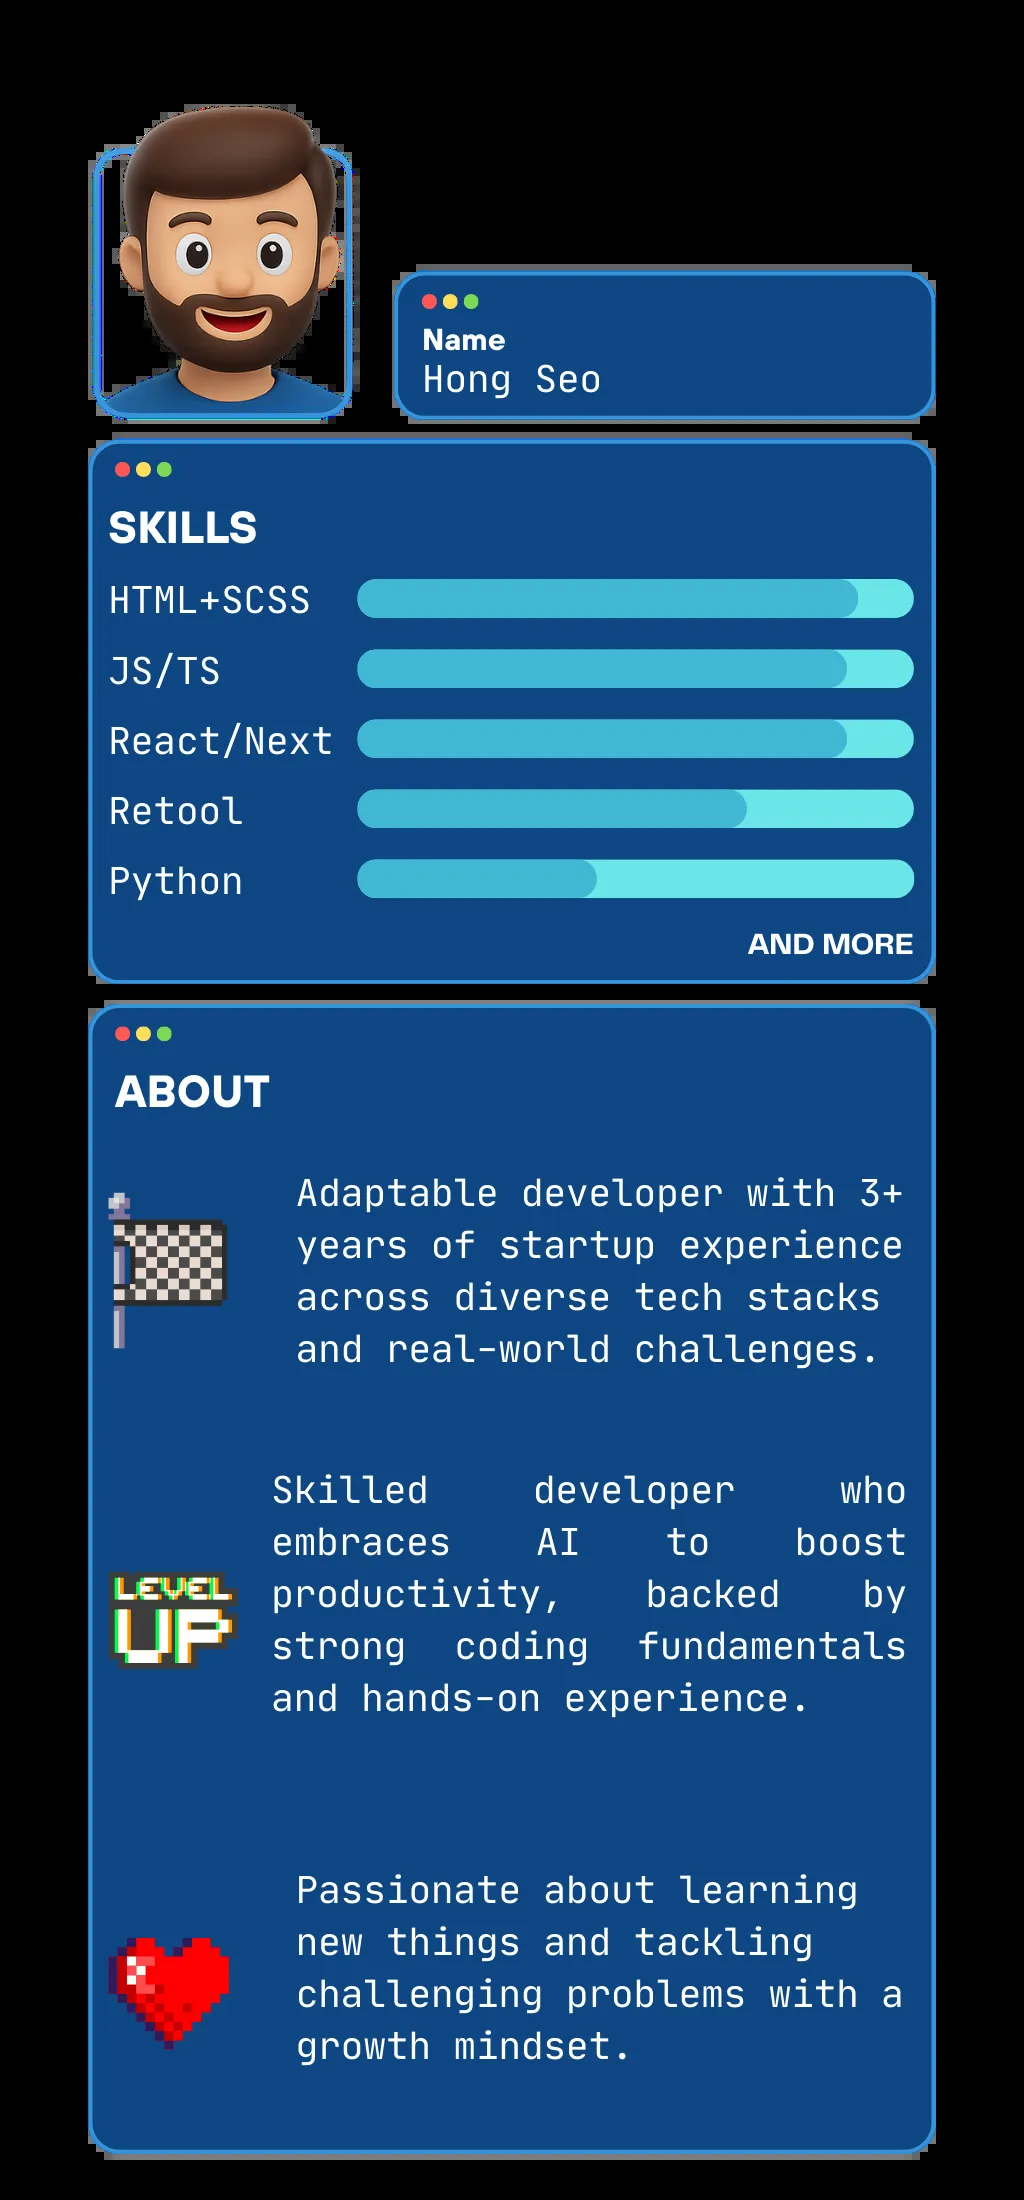 Name
Hong Seo
SKILLS
HTML+SCSS
JS/TS
React/Next
Retool
Python
AND MORE
ABOUT
Adaptable developer with 3+
years of startup experience
across diverse tech stacks
and real-world challenges.
LEVEL
UP
Skilled developer who
embraces AI to boost
productivity, backed by
strong coding fundamentals
and hands-on experience.
Passionate about learning
new things and tackling
challenging problems with a
growth mindset.